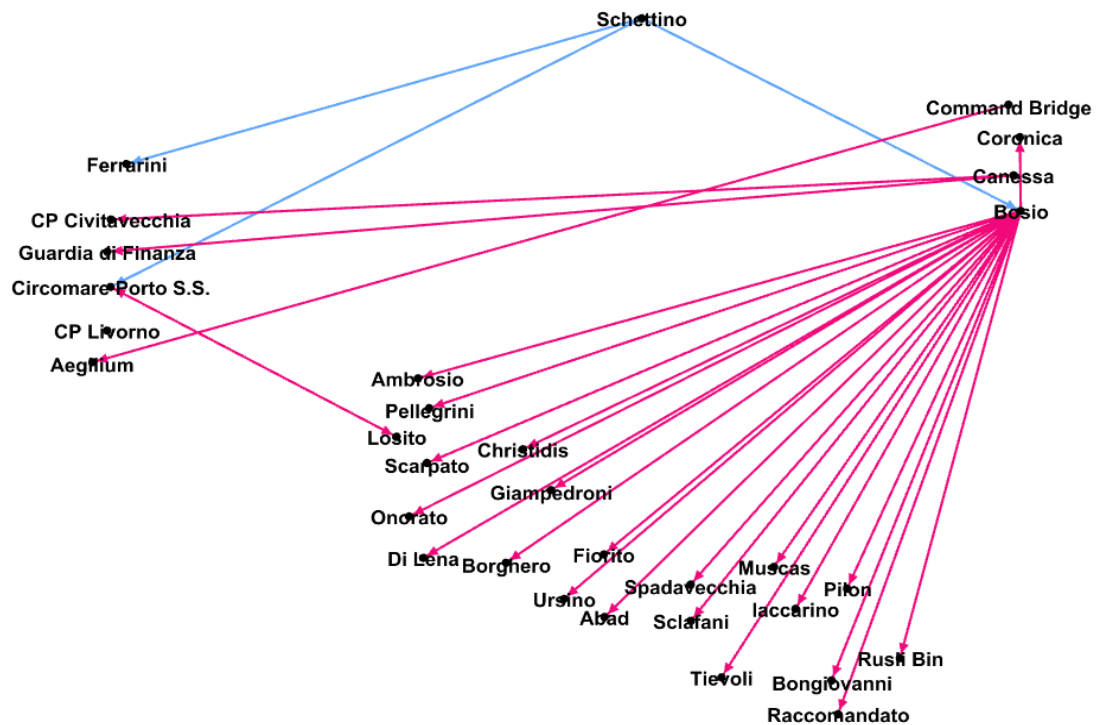 Schettino
Command Bridge
Coronica
Ferrarini
Canessa
CP Civitavecchia
Bosio
Guardia di Finanza
Circomare Porto S.S.
CP Livorno
Aegilium
Ambrosio
Pellegrini
Losito
Christidis
Scarpato
Giampedroni
Onorato
Di Lena
Borghero
Fiorito
Muscas
Spadavecchia
Pilon
Ursino
Iaccarino
Abad
Sclafani
Rusli Bin
Tievoli
Bongiovanni
Raccomandato